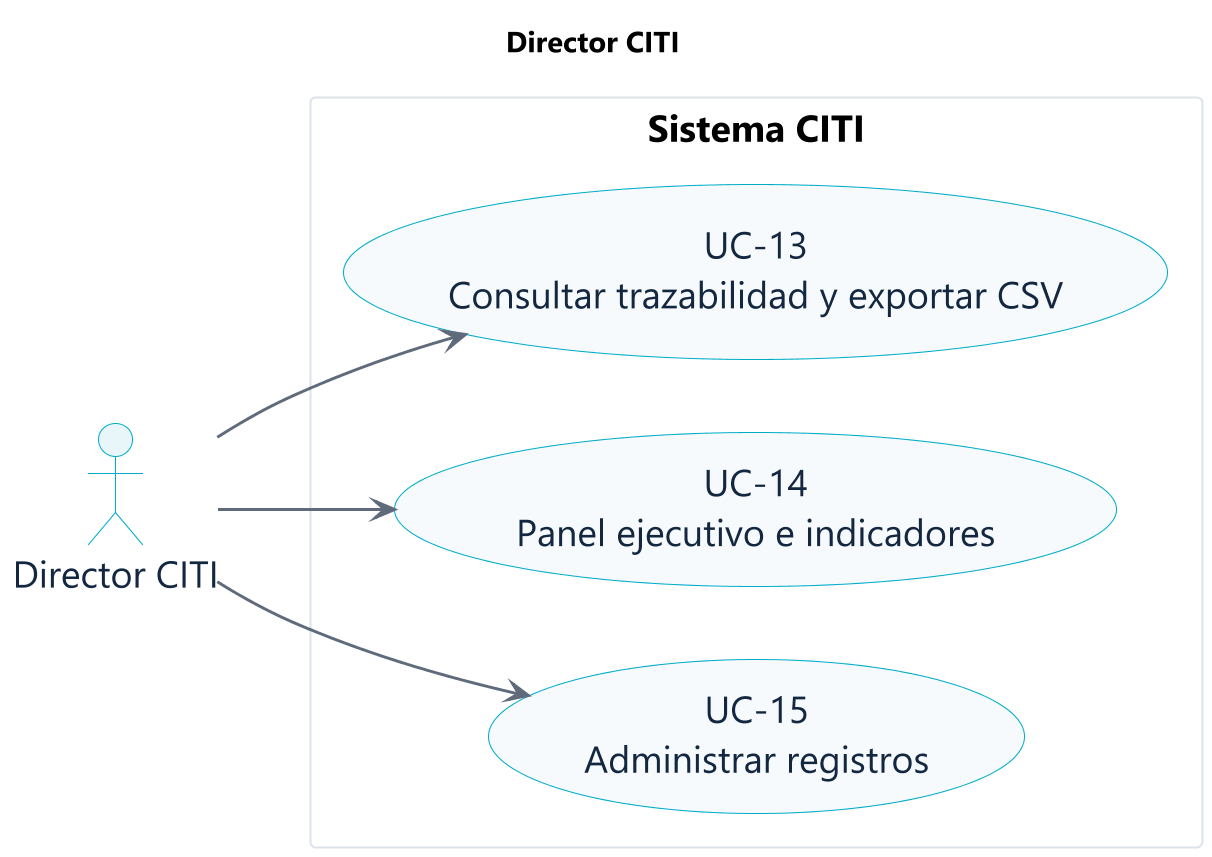 Director CITI
Sistema CITI
UC-13
Consultar trazabilidad y exportar CSV
UC-14
Panel ejecutivo e indicadores
Director CITI
UC-15
Administrar registros